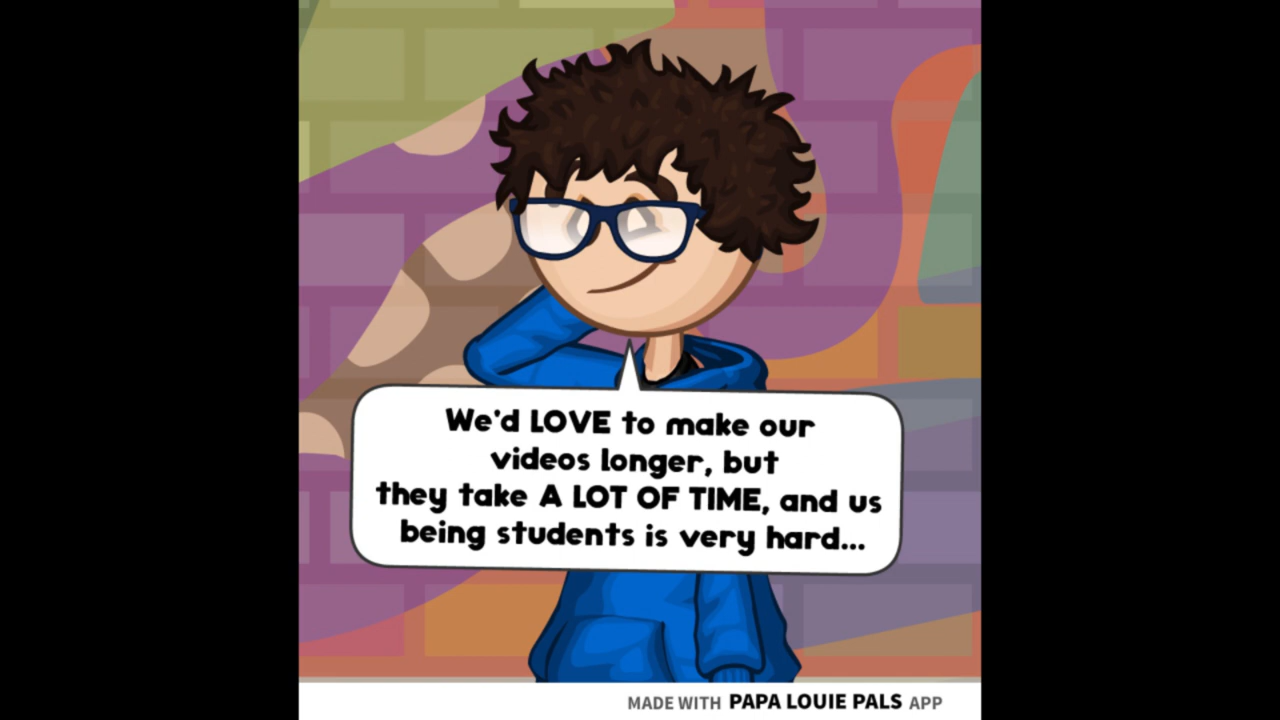 We'd LOVE to make our
videos longer, but
they take A LOT OF TIME, and us
being students is very hard...
MADE WITH PAPA LOUIE PALS APP